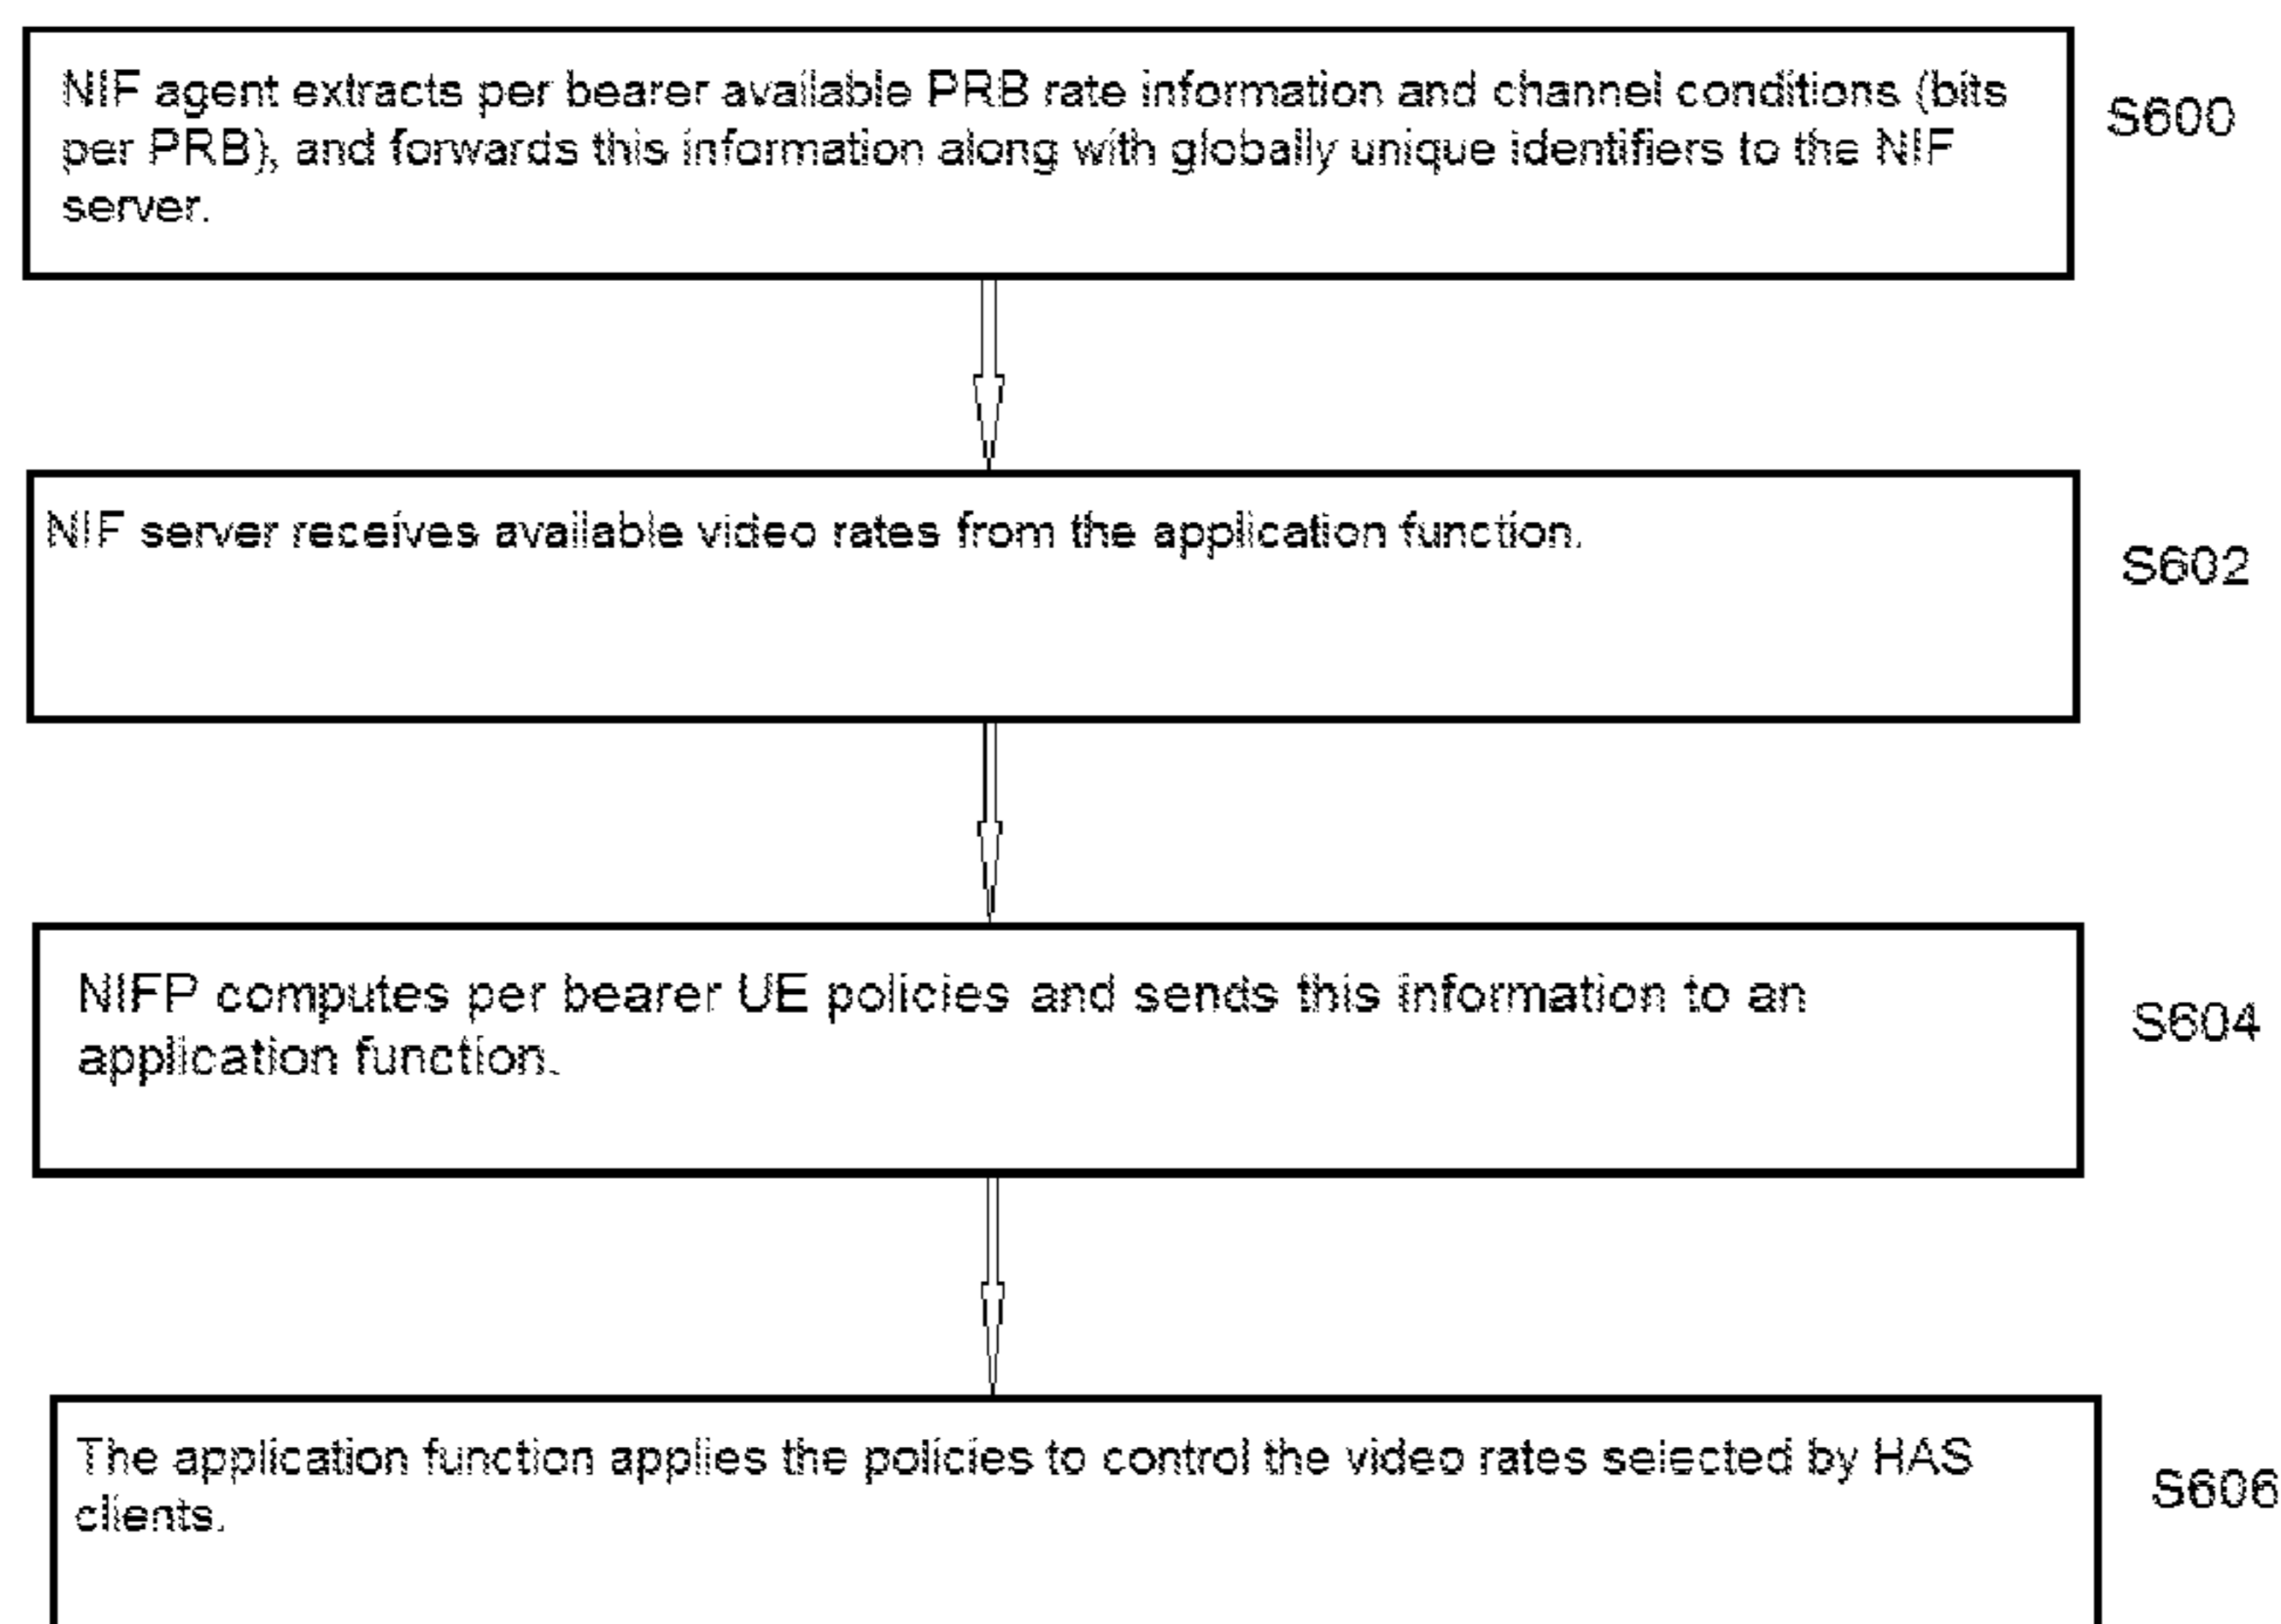 NIF agent extracts per bearer available PRB rate information and channel conditions (bits
per PRB), and forwards this information along with globally unique identifiers to the NIF
server.
S600
NIF server receives available video rates from the application function.
S602
NIFP computes per bearer UE policies and sends this information to an
application function.
S604
The application function applies the policies to control the video rates selected by HAS
clients.
S606